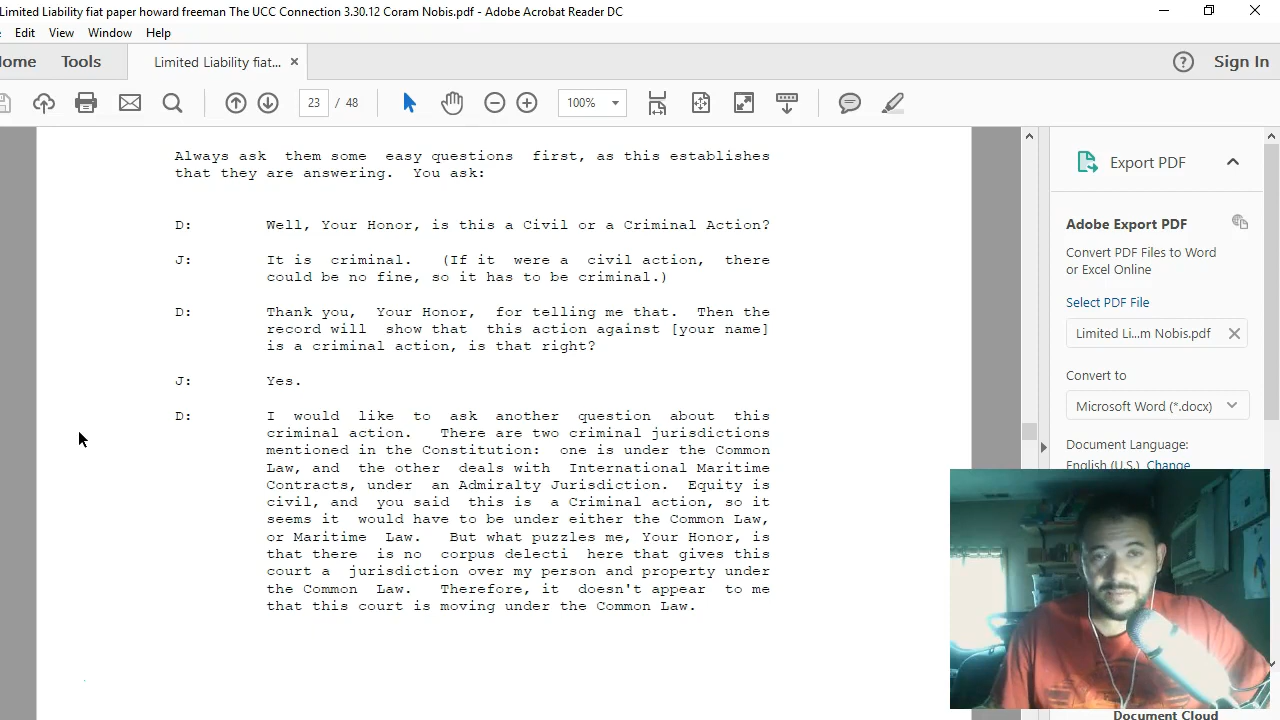 Limited Liability fiat paper howard freeman The UCC Connection 3.30.12 Coram Nobis.pdf - Adobe Acrobat Reader DC
Edit View Window Help
ome Tools Limited Liability fiat... × Sign In
23 / 48 100%
Always ask them some easy questions first, as this establishes
that they are answering. You ask:
D: Well, Your Honor, is this a Civil or a Criminal Action?
J: It is criminal. (If it were a civil action, there
could be no fine, so it has to be criminal.)
D: Thank you, Your Honor, for telling me that. Then the
record will show that this action against [your name]
is a criminal action, is that right?
J: Yes.
D: I would like to ask another question about this
criminal action. There are two criminal jurisdictions
mentioned in the Constitution: one is under the Common
Law, and the other deals with International Maritime
Contracts, under an Admiralty Jurisdiction. Equity is
civil, and you said this is a Criminal action, so it
seems it would have to be under either the Common Law,
or Maritime Law. But what puzzles me, Your Honor, is
that there is no corpus delecti here that gives this
court a jurisdiction over my person and property under
the Common Law. Therefore, it doesn't appear to me
that this court is moving under the Common Law.
Export PDF
Adobe Export PDF
Convert PDF Files to Word
or Excel Online
Select PDF File
Limited Li...m Nobis.pdf
Convert to
Microsoft Word (*.docx)
Document Language:
English (U.S.) Change
Document Cloud